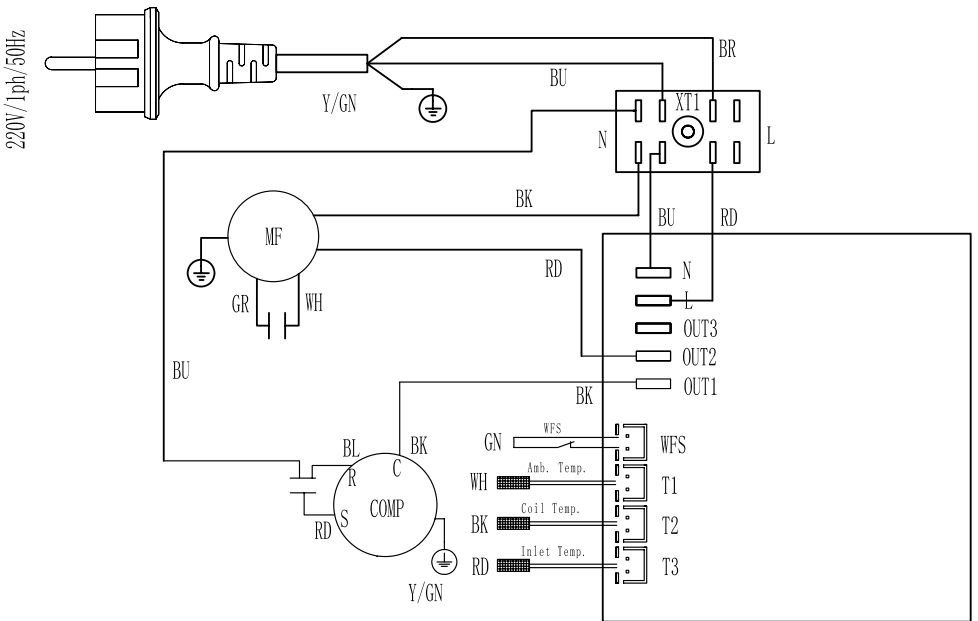 220V/1ph/50Hz
BR
BU
Y/GN
XT1
N
L
BK
BU
RD
MF
RD
N
L
GR
WH
OUT3
OUT2
BU
OUT1
BK
BL
BK
GN
WFS
WFS
R
C
WH
Amb. Temp.
T1
COMP
Coil Temp.
S
RD
BK
T2
Inlet Temp.
RD
T3
Y/GN